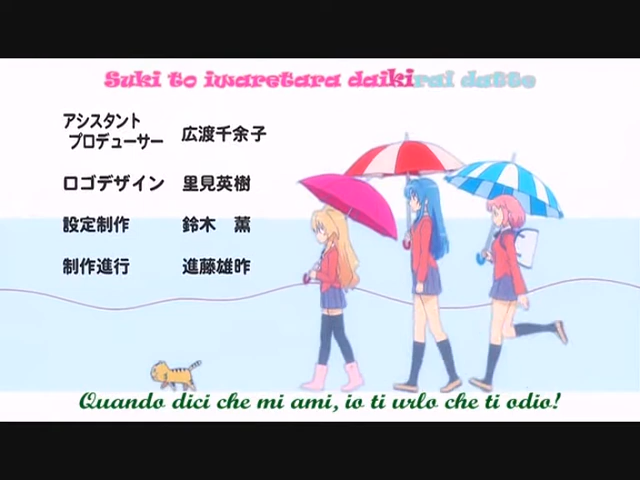 Suki to iwaretara daikirai datte
アシスタント
プロデューサー 広渡千余子
ロゴデザイン 里見英樹
設定制作 鈴木 薫
制作進行 進藤雄昨
Quando dici che mi ami, io ti urlo che ti odio!